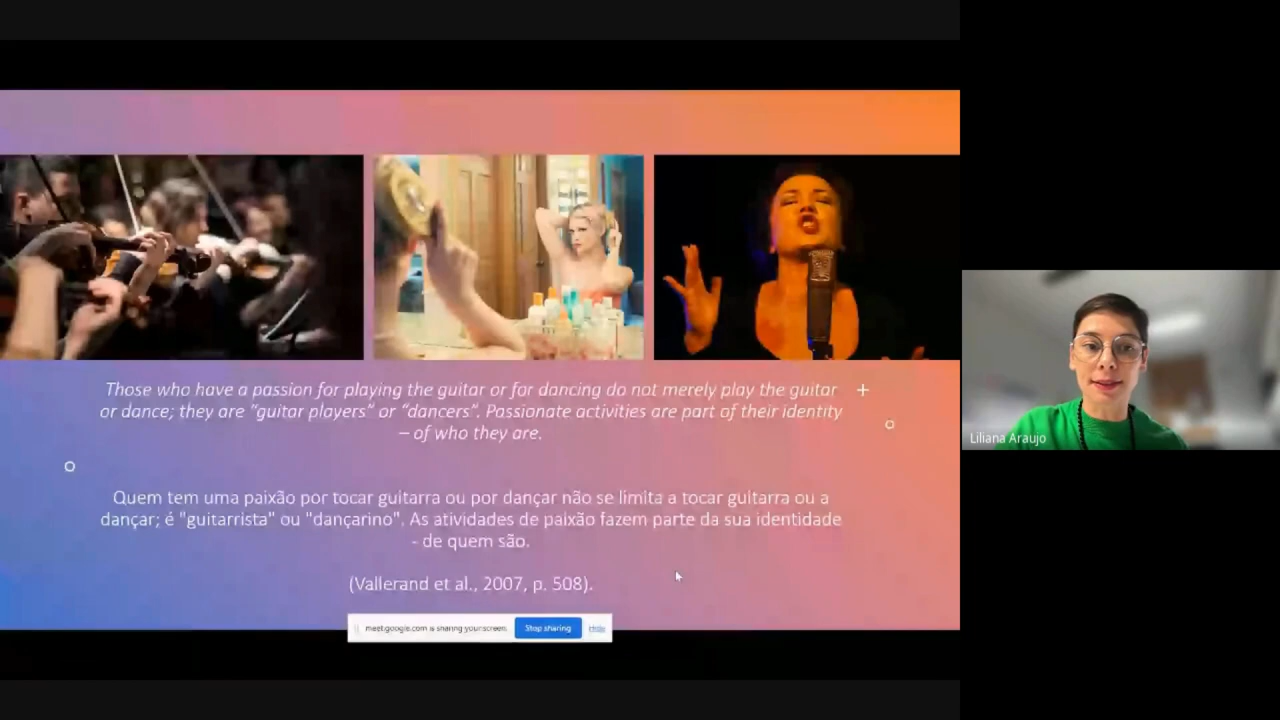 Those who have a passion for playing the guitar or for dancing do not merely play the guitar
or dance; they are “guitar players” or “dancers”. Passionate activities are part of their identity
– of who they are.
Quem tem uma paixão por tocar guitarra ou por dançar não se limita a tocar guitarra ou a
dançar; é "guitarrista" ou "dançarino". As atividades de paixão fazem parte da sua identidade
- de quem são.
(Vallerand et al., 2007, p. 508).
meet.google.com is sharing your screen. Stop sharing Hide
Liliana Araujo